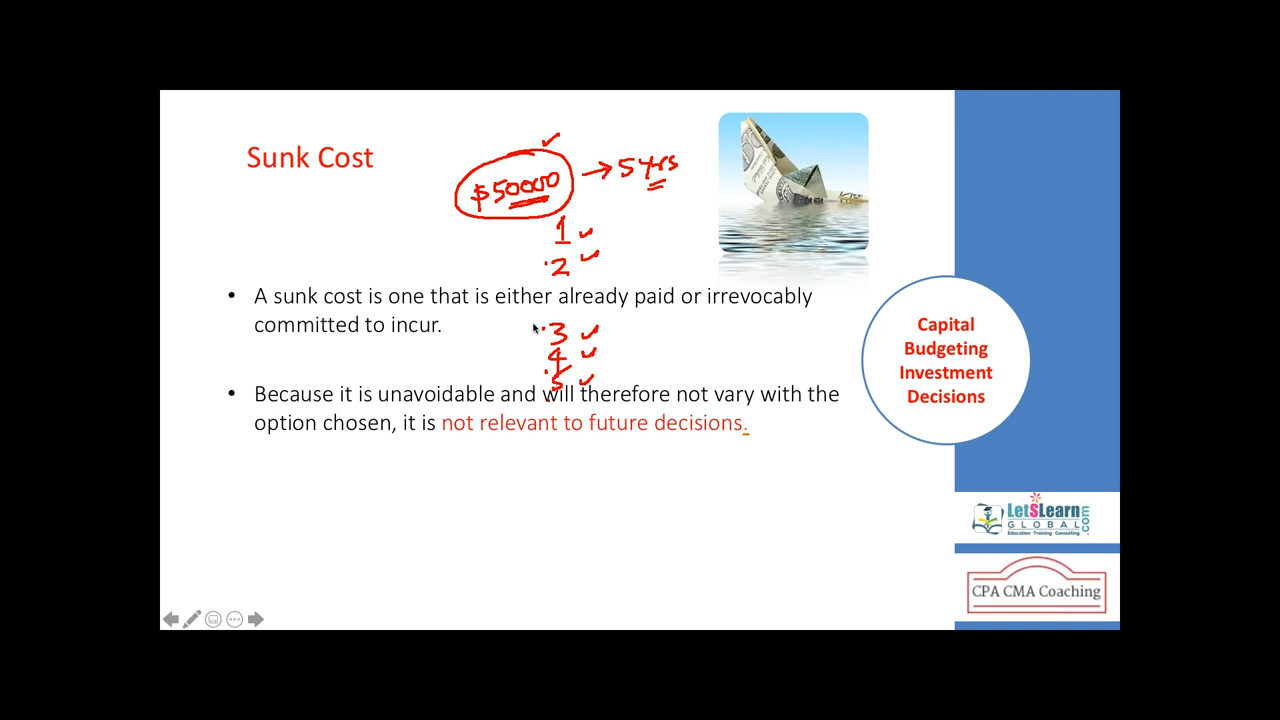 Sunk Cost
$50000 → 5 yrs
1 ✓
2 ✓
• A sunk cost is one that is either already paid or irrevocably
committed to incur.
3 ✓
4 ✓
5 ✓
• Because it is unavoidable and will therefore not vary with the
option chosen, it is not relevant to future decisions.
Capital
Budgeting
Investment
Decisions
LetSLearn
GLOBAL
.com
Education · Training · Consulting
CPA CMA Coaching